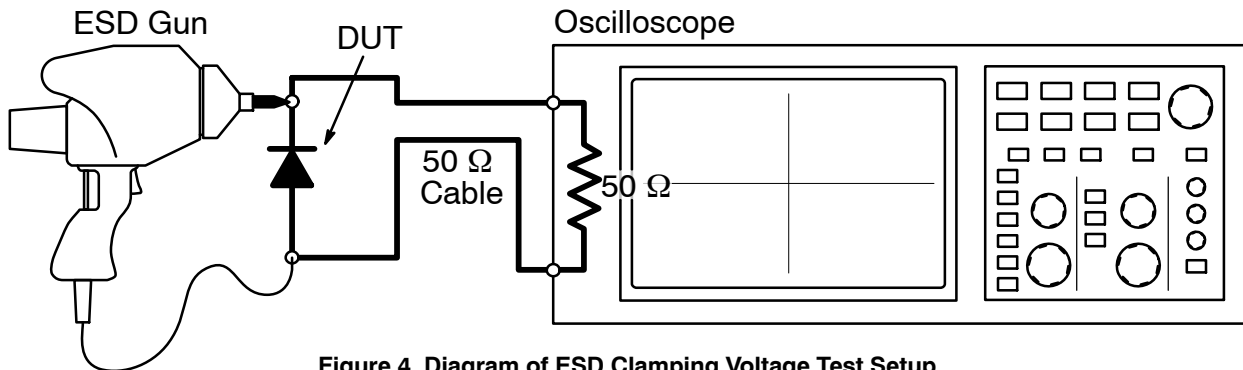 ESD Gun
DUT
Oscilloscope
50 Ω
Cable
50 Ω
Figure 4. Diagram of ESD Clamping Voltage Test Setup